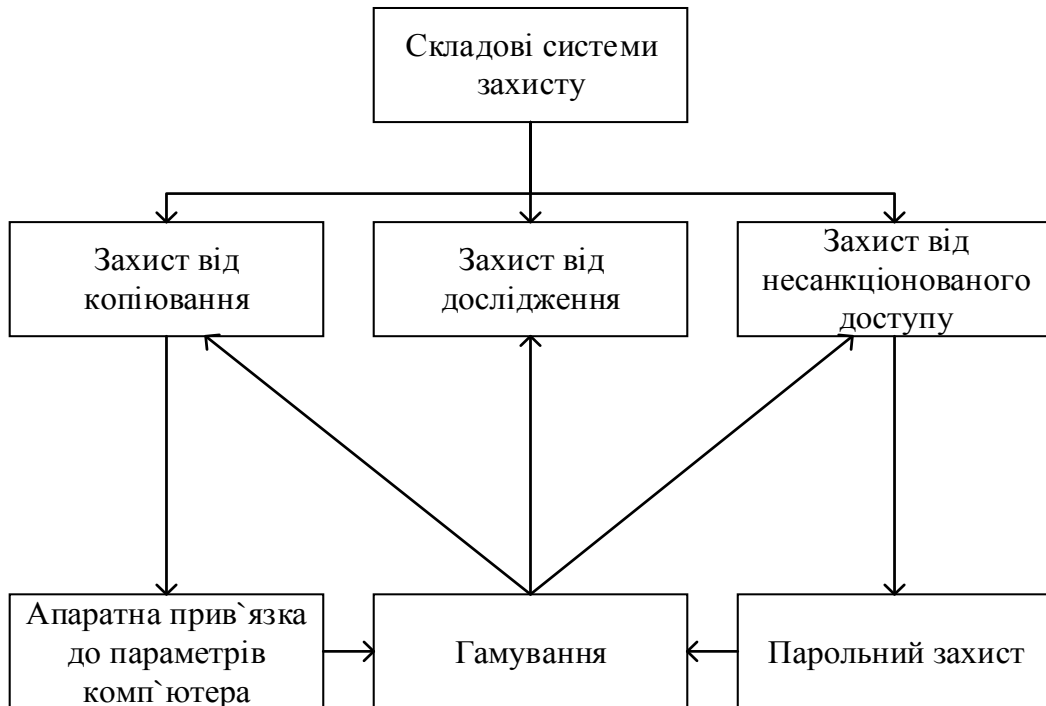 Складові системи
захисту
Захист від
копіювання
Захист від
дослідження
Захист від
несанкціонованого
доступу
Апаратна прив`язка
до параметрів
комп`ютера
Гамування
Парольний захист